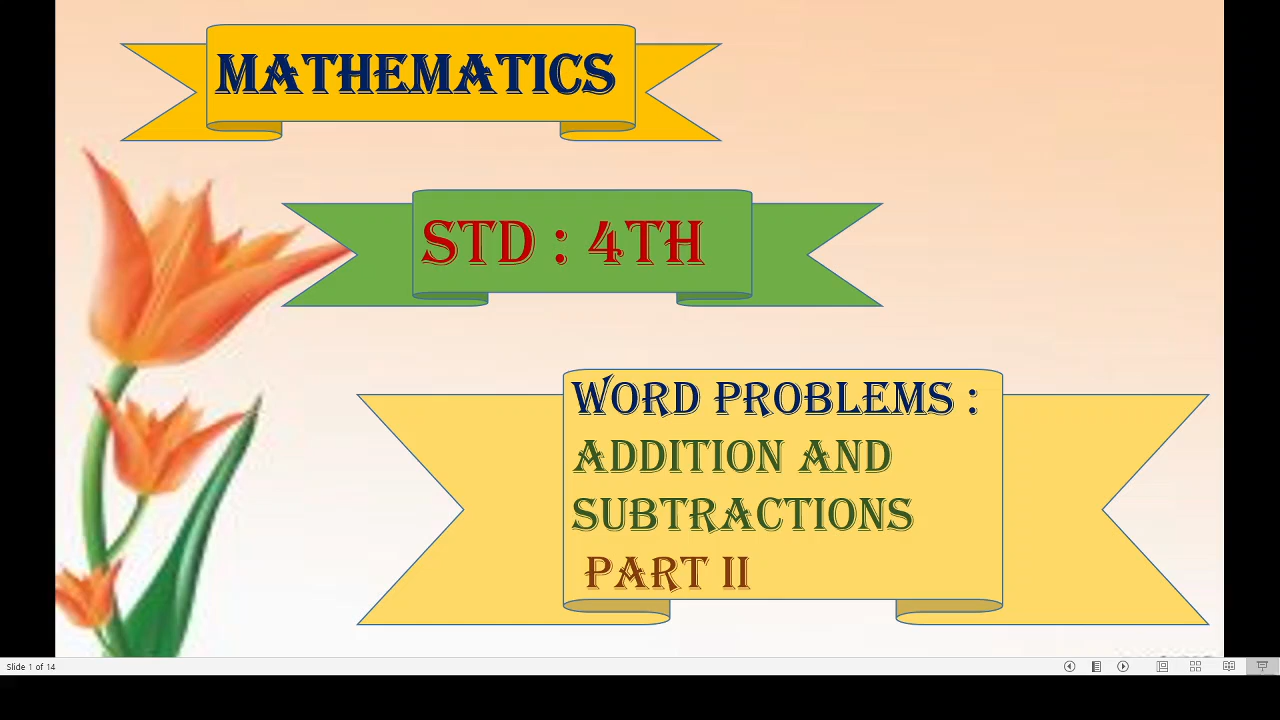 MATHEMATICS
STD : 4TH
WORD PROBLEMS :
ADDITION AND
SUBTRACTIONS
PART II
Slide 1 of 14